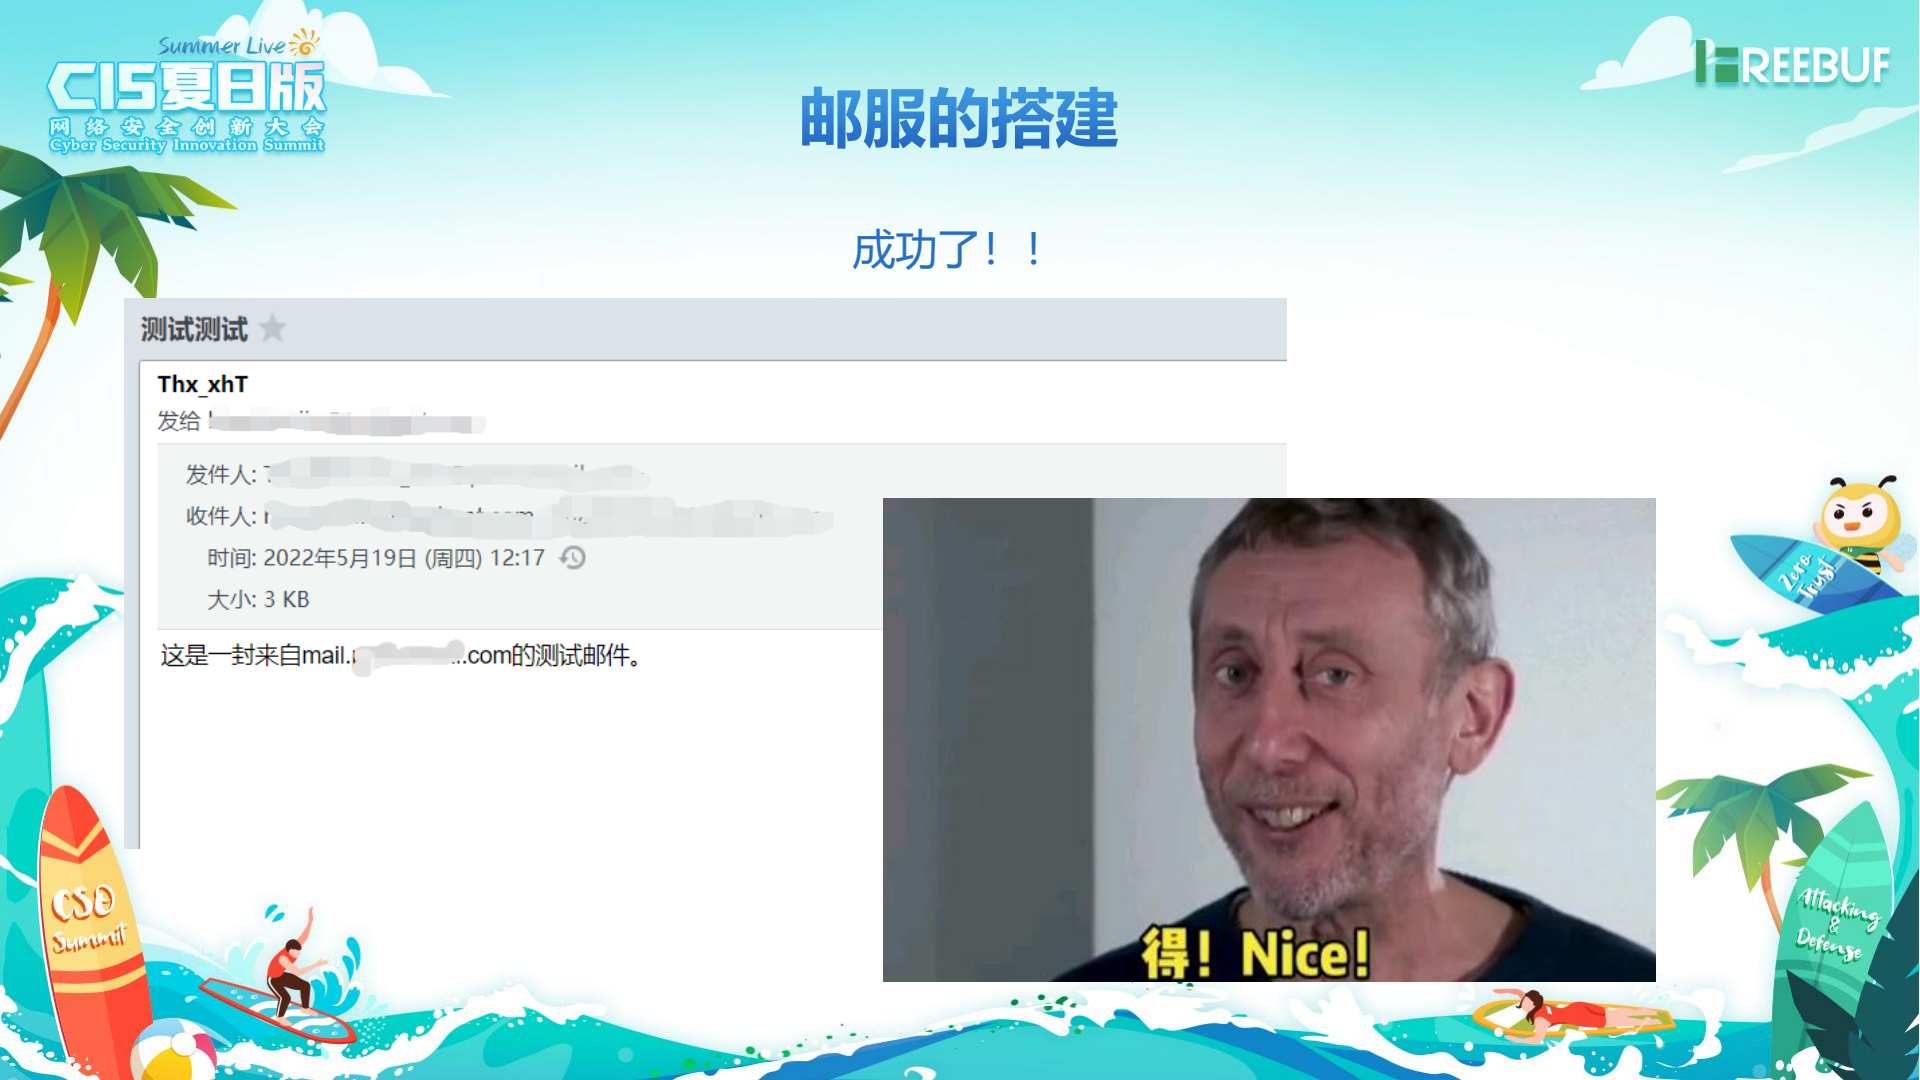 Summer Live
CIS夏日版
网络安全创新大会
Cyber Security Innovation Summit
FREEBUF
邮服的搭建
成功了！！
测试测试
Thx_xhT
发给
发件人:
收件人:
时间: 2022年5月19日 (周四) 12:17
大小: 3 KB
这是一封来自mail. .com的测试邮件。
得！Nice！
Zero
Trust
CSO
Summit
Attacking
&
Defense